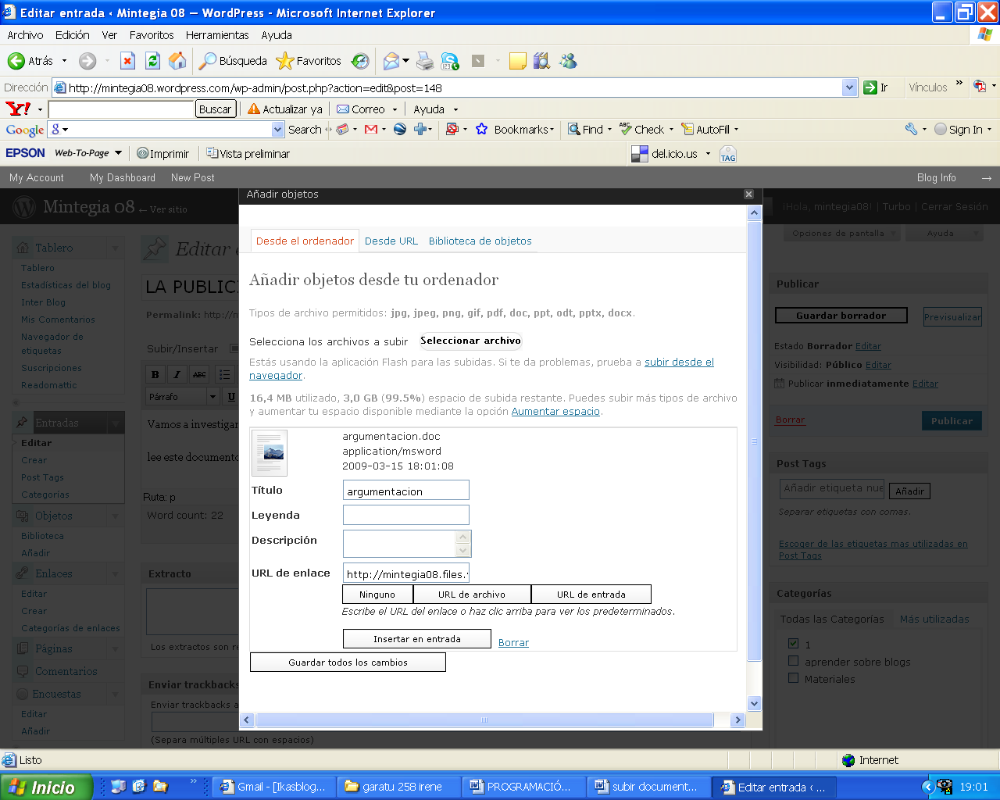 Editar entrada ‹ Mintegia 08 — WordPress - Microsoft Internet Explorer
Archivo Edición Ver Favoritos Herramientas Ayuda
Atrás Búsqueda Favoritos
Dirección http://mintegia08.wordpress.com/wp-admin/post.php?action=edit&post=148 Ir Vínculos »
Y! Buscar Actualizar ya Correo Ayuda
Google g Search Bookmarks Find Check AutoFill Sign In
EPSON Web-To-Page Imprimir Vista preliminar del.icio.us TAG
My Account My Dashboard New Post Blog Info →
Añadir objetos
Mintegia 08 ← Ver sitio ¡Hola, mintegia08! | Turbo | Cerrar Sesión
Opciones de pantalla Ayuda
Desde el ordenador Desde URL Biblioteca de objetos
Tablero
Tablero
Estadísticas del blog
Inter Blog
Mis Comentarios
Navegador de
etiquetas
Suscripciones
Readomattic
Entradas
Editar
Crear
Post Tags
Categorías
Objetos
Biblioteca
Añadir
Enlaces
Editar
Crear
Categorías de enlaces
Páginas
Comentarios
Encuestas
Editar
Añadir
Editar e
LA PUBLICI
Permalink: http://m
Subir/Insertar
B I ABC
Párrafo U
Vamos a investigar
lee este documento
Ruta: p
Word count: 22
Extracto
Los extractos son re
Enviar trackbacks
Enviar trackbacks a
(Separa múltiples URL con espacios)
Añadir objetos desde tu ordenador
Tipos de archivo permitidos: jpg, jpeg, png, gif, pdf, doc, ppt, odt, pptx, docx.
Selecciona los archivos a subir Seleccionar archivo
Estás usando la aplicación Flash para las subidas. Si te da problemas, prueba a subir desde el
navegador.
16,4 MB utilizado, 3,0 GB (99.5%) espacio de subida restante. Puedes subir más tipos de archivo
y aumentar tu espacio disponible mediante la opción Aumentar espacio.
argumentacion.doc
application/msword
2009-03-15 18:01:08
Título argumentacion
Leyenda
Descripción
URL de enlace http://mintegia08.files.
Ninguno URL de archivo URL de entrada
Escribe el URL del enlace o haz clic arriba para ver los predeterminados.
Insertar en entrada Borrar
Guardar todos los cambios
Publicar
Guardar borrador Previsualizar
Estado Borrador Editar
Visibilidad: Público Editar
Publicar inmediatamente Editar
Borrar Publicar
Post Tags
Añadir etiqueta nue Añadir
Separar etiquetas con comas.
Escoger de las etiquetas mas utilizadas en
Post Tags
Categorías
Todas las Categorías Más utilizadas
1
aprender sobre blogs
Materiales
Listo Internet
Inicio » Gmail - [Ikasblog... garatu 258 irene PROGRAMACIÓ... subir document... Editar entrada ‹ ... 19:01